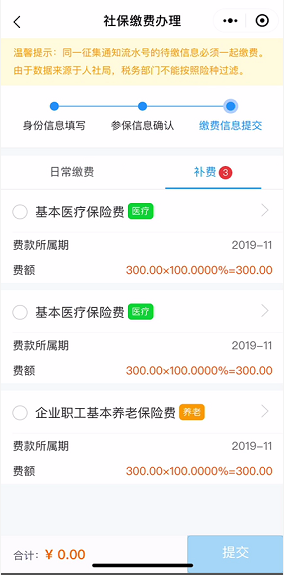 社保缴费办理
温馨提示：同一征集通知流水号的待缴信息必须一起缴费。
由于数据来源于人社局，税务部门不能按照险种过滤。
身份信息填写 参保信息确认 缴费信息提交
日常缴费 补费 3
基本医疗保险费 医疗
费款所属期 2019-11
费额 300.00×100.0000%=300.00
基本医疗保险费 医疗
费款所属期 2019-11
费额 300.00×100.0000%=300.00
企业职工基本养老保险费 养老
费款所属期 2019-11
费额 300.00×100.0000%=300.00
合计：¥ 0.00 提交